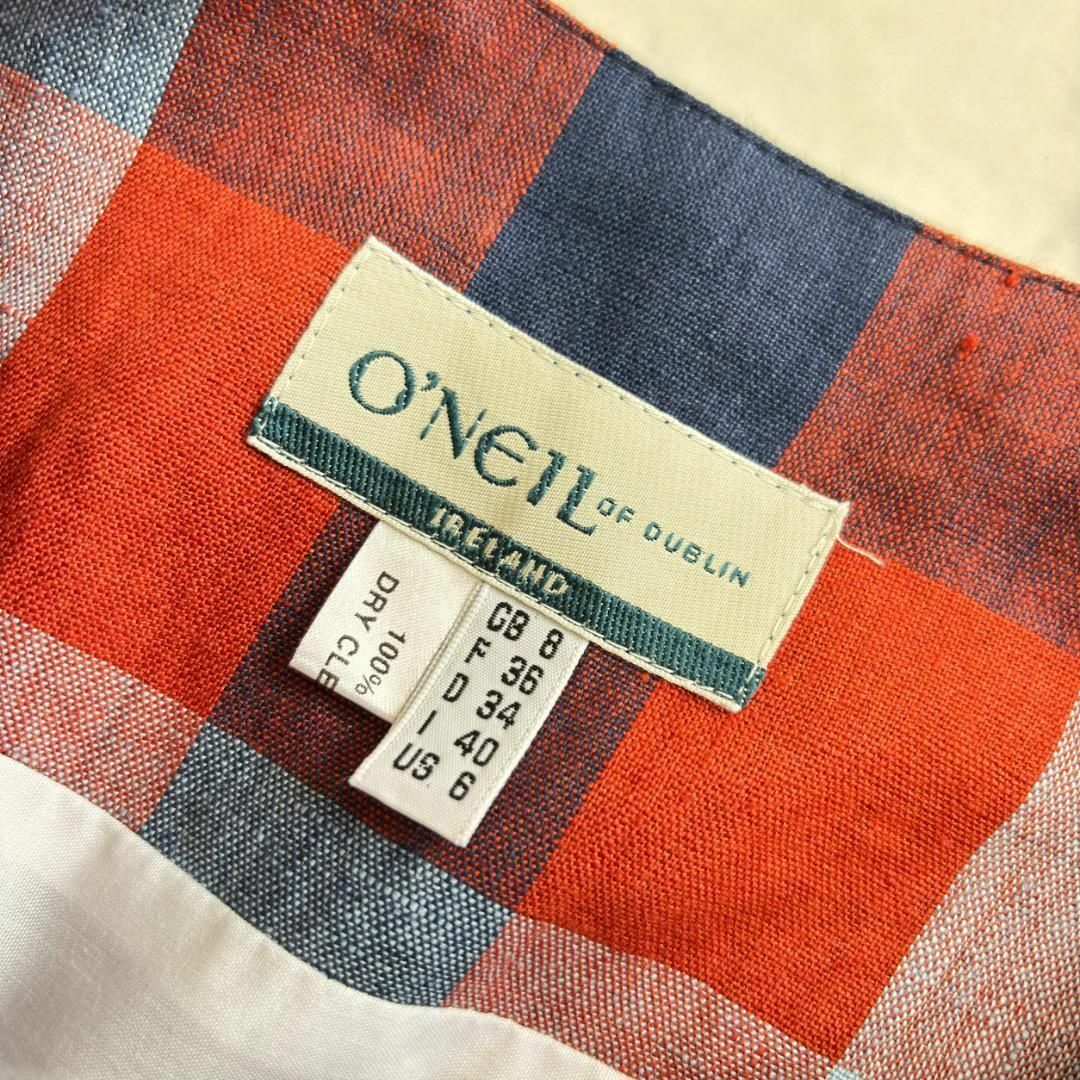 O'NEIL OF DUBLIN
IRELAND
100%
DRY CLE
GB 8
F 36
D 34
I 40
US 6